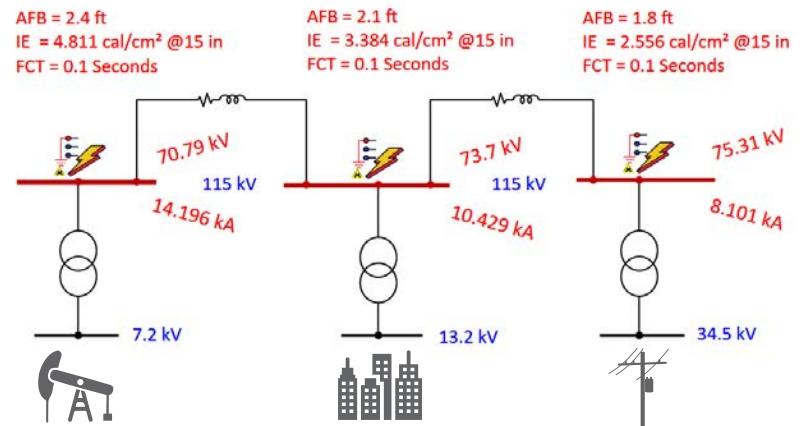 AFB = 2.4 ft
IE = 4.811 cal/cm² @15 in
FCT = 0.1 Seconds
AFB = 2.1 ft
IE = 3.384 cal/cm² @15 in
FCT = 0.1 Seconds
AFB = 1.8 ft
IE = 2.556 cal/cm² @15 in
FCT = 0.1 Seconds
70.79 kV
115 kV
14.196 kA
73.7 kV
115 kV
10.429 kA
75.31 kV
8.101 kA
7.2 kV
13.2 kV
34.5 kV